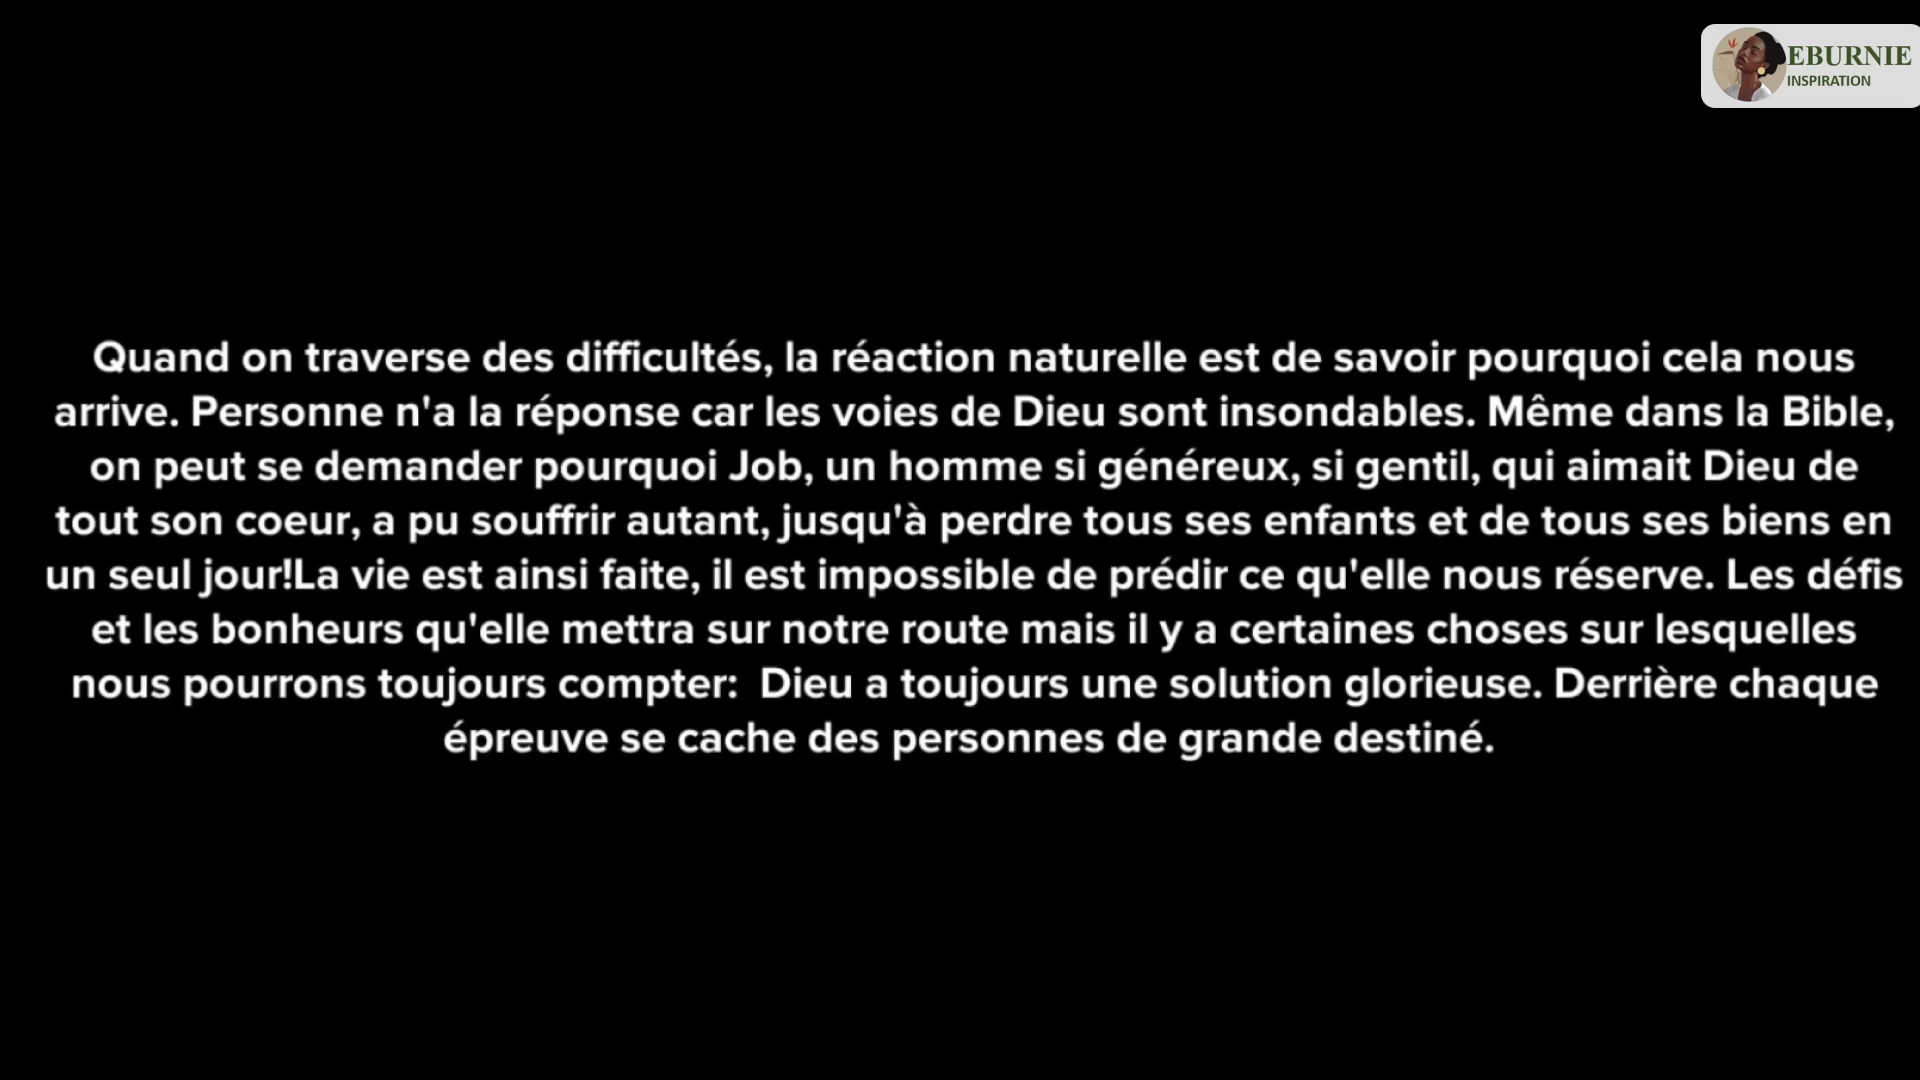 EBURNIE
INSPIRATION
Quand on traverse des difficultés, la réaction naturelle est de savoir pourquoi cela nous
arrive. Personne n'a la réponse car les voies de Dieu sont insondables. Même dans la Bible,
on peut se demander pourquoi Job, un homme si généreux, si gentil, qui aimait Dieu de
tout son coeur, a pu souffrir autant, jusqu'à perdre tous ses enfants et de tous ses biens en
un seul jour!La vie est ainsi faite, il est impossible de prédir ce qu'elle nous réserve. Les défis
et les bonheurs qu'elle mettra sur notre route mais il y a certaines choses sur lesquelles
nous pourrons toujours compter:  Dieu a toujours une solution glorieuse. Derrière chaque
épreuve se cache des personnes de grande destiné.